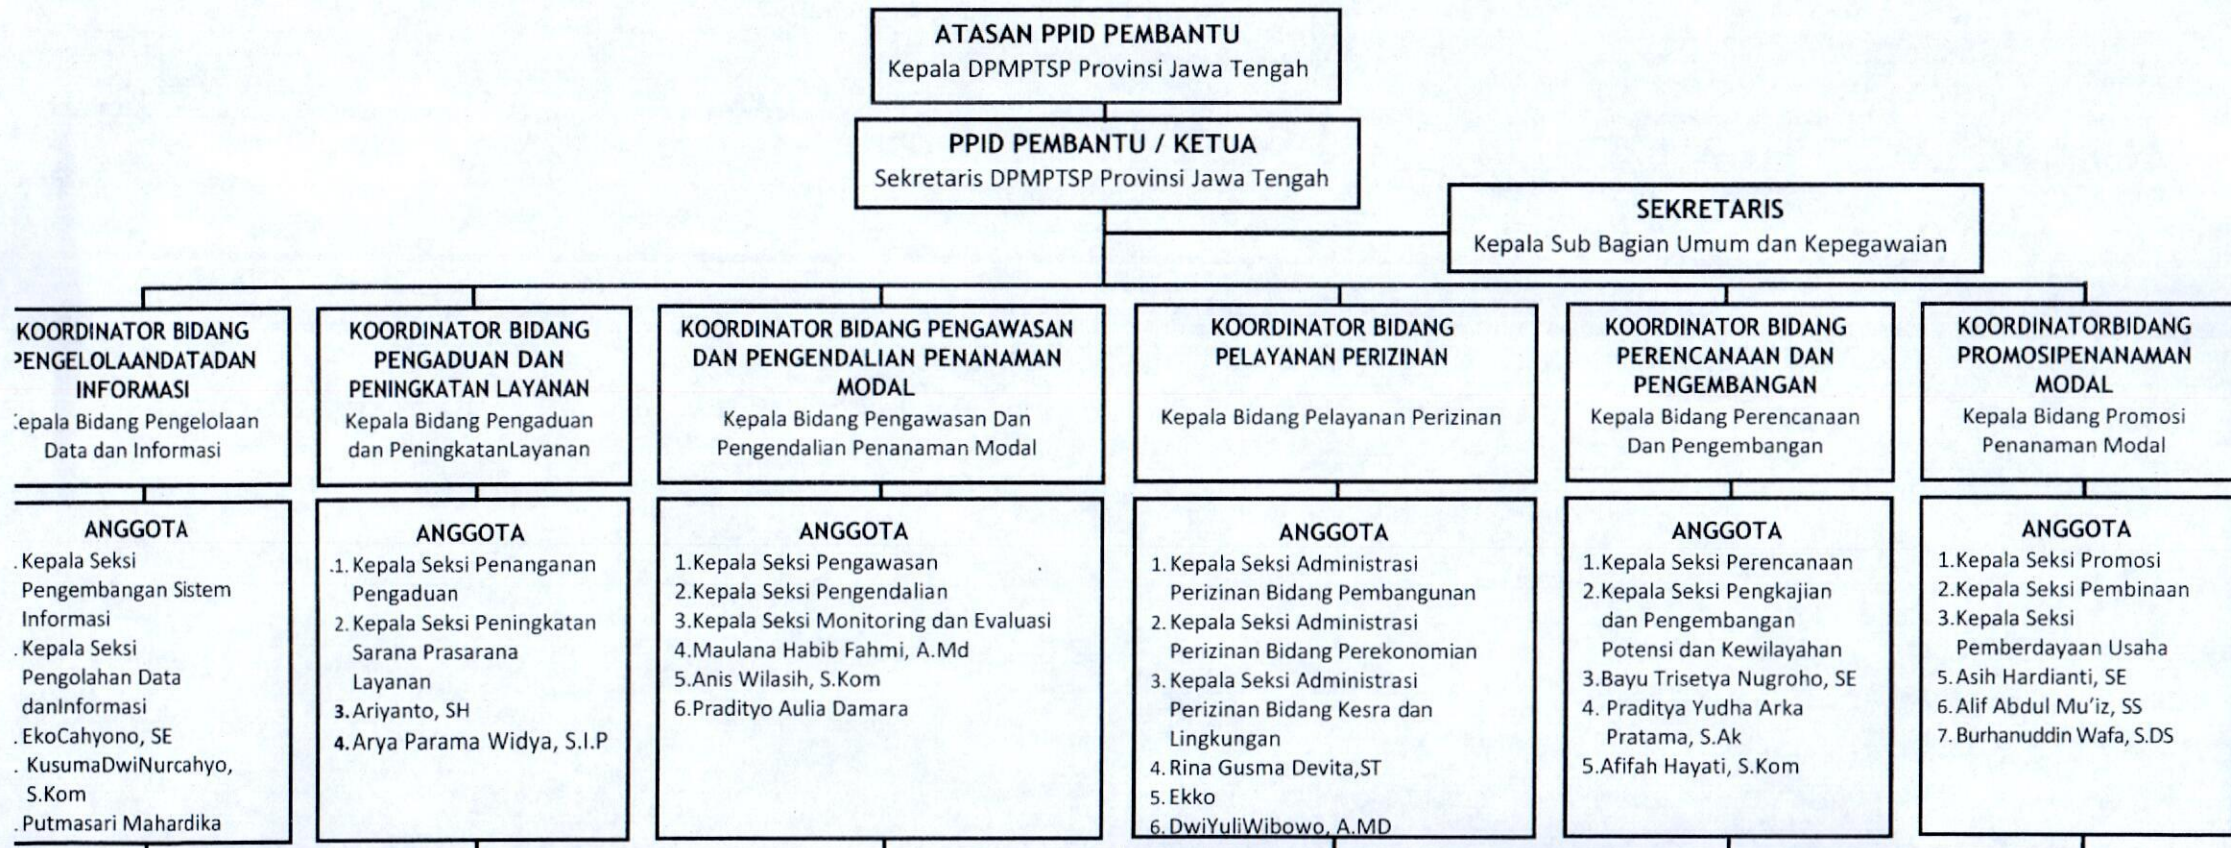 ATASAN PPID PEMBANTU
Kepala DPMPTSP Provinsi Jawa Tengah
PPID PEMBANTU / KETUA
Sekretaris DPMPTSP Provinsi Jawa Tengah
SEKRETARIS
Kepala Sub Bagian Umum dan Kepegawaian
KOORDINATOR BIDANG
PENGELOLAANDATADAN
INFORMASI
Kepala Bidang Pengelolaan
Data dan Informasi
KOORDINATOR BIDANG
PENGADUAN DAN
PENINGKATAN LAYANAN
Kepala Bidang Pengaduan
dan PeningkatanLayanan
KOORDINATOR BIDANG PENGAWASAN
DAN PENGENDALIAN PENANAMAN
MODAL
Kepala Bidang Pengawasan Dan
Pengendalian Penanaman Modal
KOORDINATOR BIDANG
PELAYANAN PERIZINAN
Kepala Bidang Pelayanan Perizinan
KOORDINATOR BIDANG
PERENCANAAN DAN
PENGEMBANGAN
Kepala Bidang Perencanaan
Dan Pengembangan
KOORDINATORBIDANG
PROMOSIPENANAMAN
MODAL
Kepala Bidang Promosi
Penanaman Modal
ANGGOTA
. Kepala Seksi
Pengembangan Sistem
Informasi
. Kepala Seksi
Pengolahan Data
danInformasi
. EkoCahyono, SE
. KusumaDwiNurcahyo,
S.Kom
. Putmasari Mahardika
ANGGOTA
.1. Kepala Seksi Penanganan
Pengaduan
2. Kepala Seksi Peningkatan
Sarana Prasarana
Layanan
3. Ariyanto, SH
4. Arya Parama Widya, S.I.P
ANGGOTA
1.Kepala Seksi Pengawasan
2.Kepala Seksi Pengendalian
3.Kepala Seksi Monitoring dan Evaluasi
4.Maulana Habib Fahmi, A.Md
5.Anis Wilasih, S.Kom
6.Pradityo Aulia Damara
ANGGOTA
1. Kepala Seksi Administrasi
Perizinan Bidang Pembangunan
2. Kepala Seksi Administrasi
Perizinan Bidang Perekonomian
3. Kepala Seksi Administrasi
Perizinan Bidang Kesra dan
Lingkungan
4. Rina Gusma Devita,ST
5. Ekko
6. DwiYuliWibowo, A.MD
ANGGOTA
1.Kepala Seksi Perencanaan
2.Kepala Seksi Pengkajian
dan Pengembangan
Potensi dan Kewilayahan
3.Bayu Trisetya Nugroho, SE
4. Praditya Yudha Arka
Pratama, S.Ak
5.Afifah Hayati, S.Kom
ANGGOTA
1.Kepala Seksi Promosi
2.Kepala Seksi Pembinaan
3.Kepala Seksi
Pemberdayaan Usaha
5. Asih Hardianti, SE
6. Alif Abdul Mu'iz, SS
7. Burhanuddin Wafa, S.DS